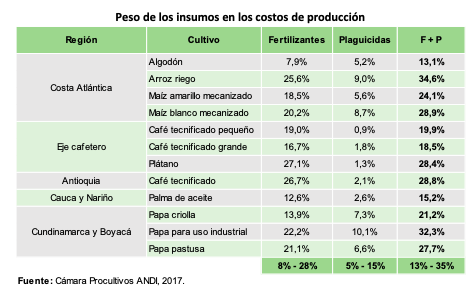 Peso de los insumos en los costos de producción
Región Cultivo Fertilizantes Plaguicidas F + P
Costa Atlántica
Algodón 7,9% 5,2% 13,1%
Arroz riego 25,6% 9,0% 34,6%
Maíz amarillo mecanizado 18,5% 5,6% 24,1%
Maíz blanco mecanizado 20,2% 8,7% 28,9%
Eje cafetero
Café tecnificado pequeño 19,0% 0,9% 19,9%
Café tecnificado grande 16,7% 1,8% 18,5%
Plátano 27,1% 1,3% 28,4%
Antioquia Café tecnificado 26,7% 2,1% 28,8%
Cauca y Nariño Palma de aceite 12,6% 2,6% 15,2%
Cundinamarca y Boyacá
Papa criolla 13,9% 7,3% 21,2%
Papa para uso industrial 22,2% 10,1% 32,3%
Papa pastusa 21,1% 6,6% 27,7%
8% - 28% 5% - 15% 13% - 35%
Fuente: Cámara Procultivos ANDI, 2017.